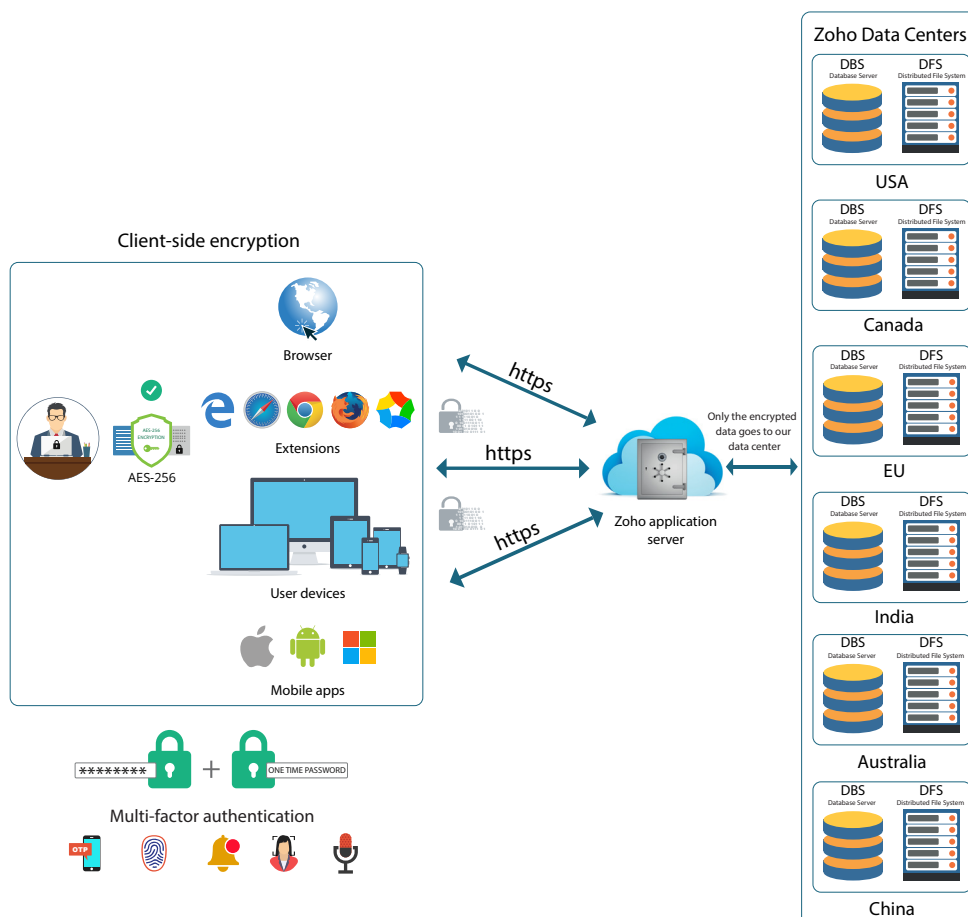 Client-side encryption
Browser
AES-256
ENCRYPTION
AES-256
Extensions
User devices
Mobile apps
********
+
ONE TIME PASSWORD
Multi-factor authentication
OTP
https
https
https
Zoho application
server
Only the encrypted
data goes to our
data center
Zoho Data Centers
DBS DFS
Database Server Distributed File System
USA
DBS DFS
Database Server Distributed File System
Canada
DBS DFS
Database Server Distributed File System
EU
DBS DFS
Database Server Distributed File System
India
DBS DFS
Database Server Distributed File System
Australia
DBS DFS
Database Server Distributed File System
China